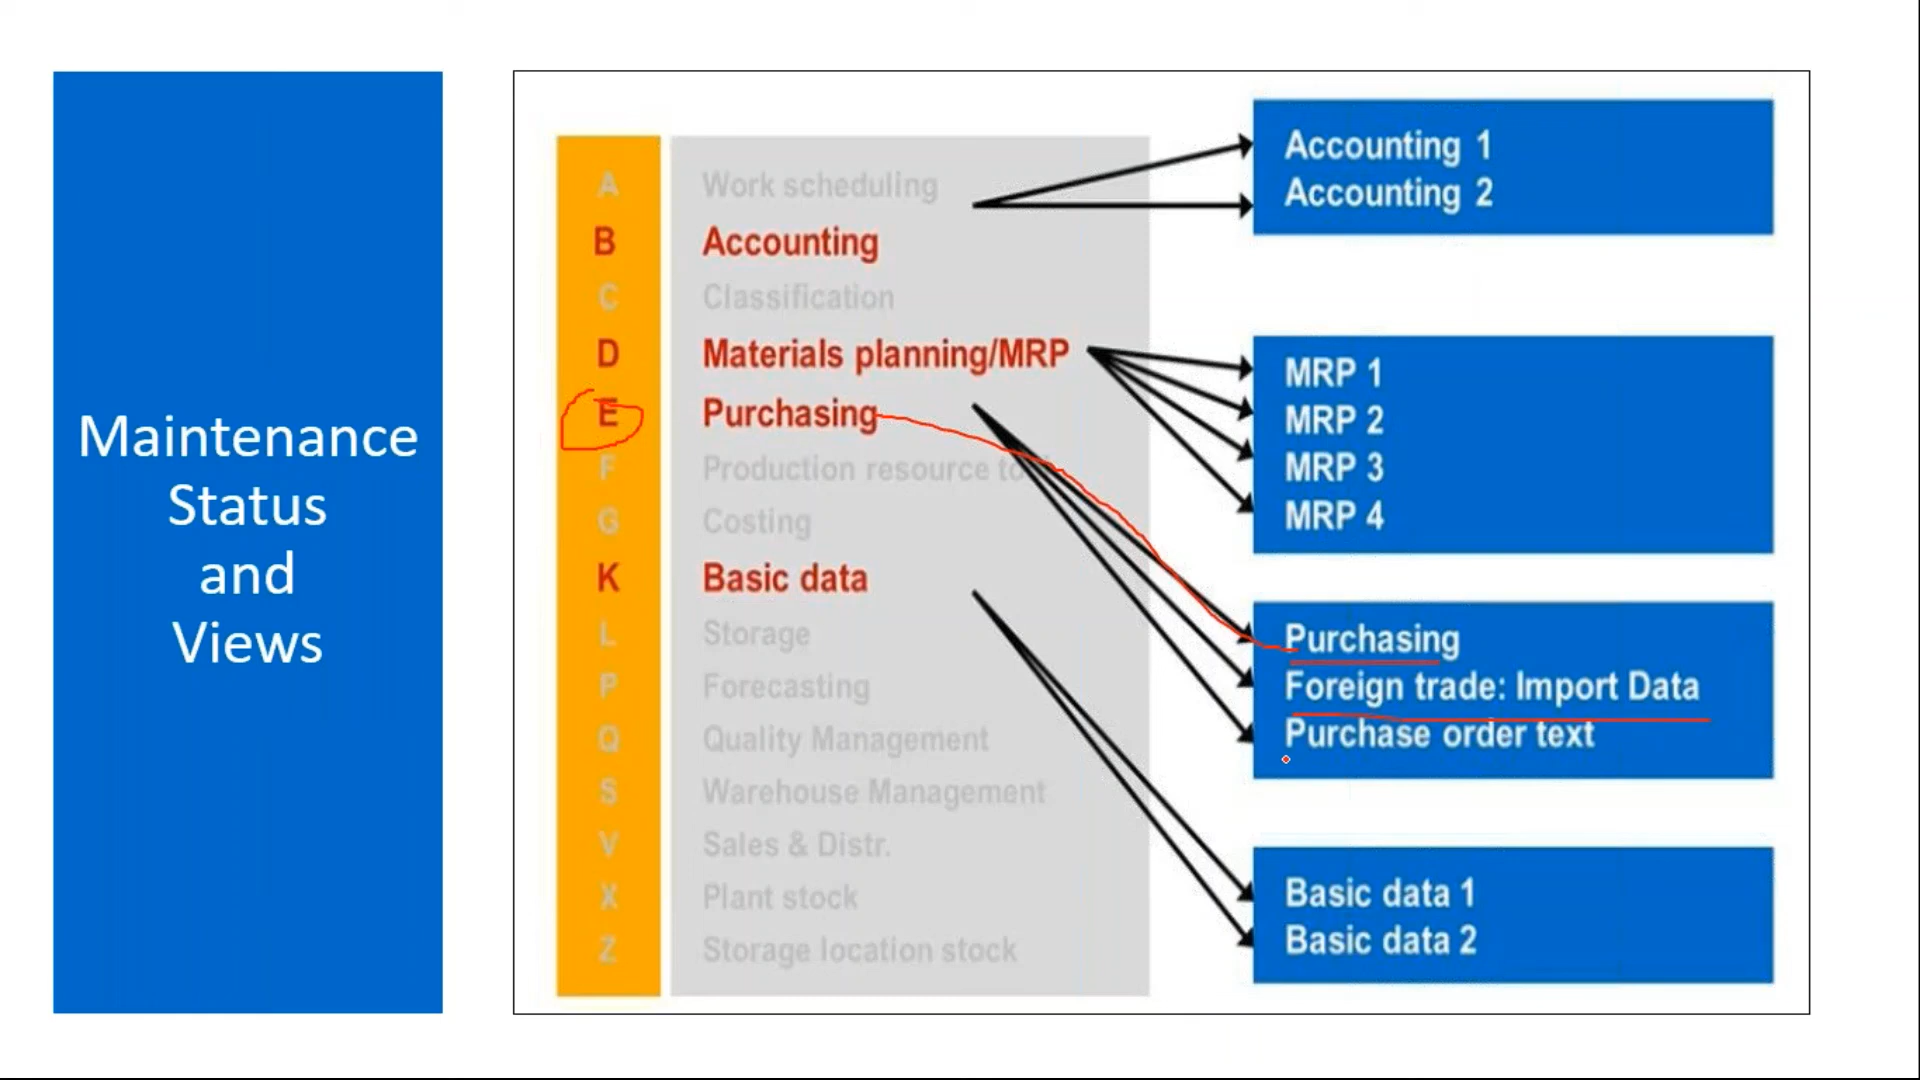 Maintenance
Status
and
Views
A Work scheduling
B Accounting
C Classification
D Materials planning/MRP
E Purchasing
F Production resource
G Costing
K Basic data
L Storage
P Forecasting
Q Quality Management
S Warehouse Management
V Sales & Distr.
X Plant stock
Z Storage location stock
Accounting 1
Accounting 2
MRP 1
MRP 2
MRP 3
MRP 4
Purchasing
Foreign trade: Import Data
Purchase order text
Basic data 1
Basic data 2